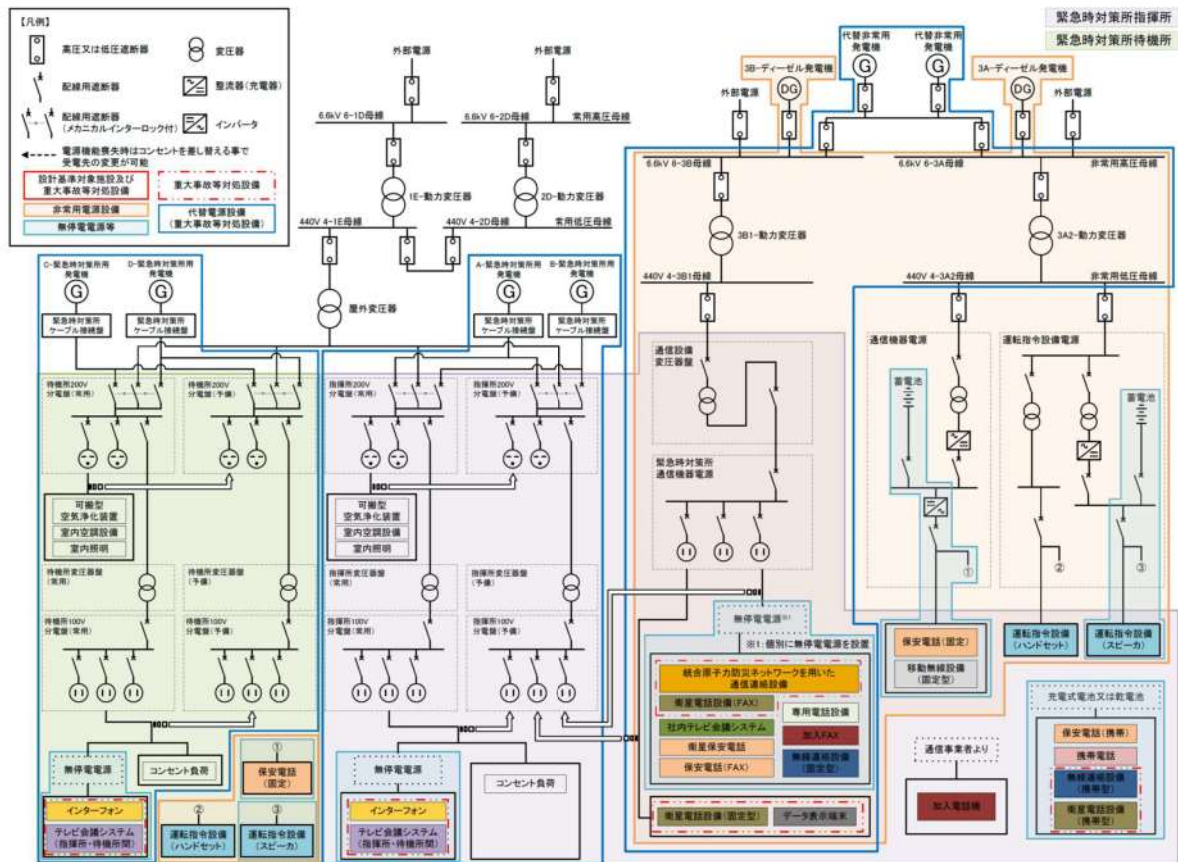 【凡例】
高圧又は低圧遮断器
変圧器
配線用遮断器
整流器(充電器)
配線用遮断器
(メカニカルインターロック付)
インバータ
電源機能喪失時はコンセントを差し替える事で
受電先の変更が可能
設計基準対象施設及び
重大事故等対処設備
重大事故等対処設備
非常用電源設備
無停電電源等
代替電源設備
(重大事故等対処設備)
緊急時対策所指揮所
緊急時対策所待機所
外部電源
外部電源
6.6kV 6-1D母線
6.6kV 6-2D母線
常用高圧母線
1E-動力変圧器
2D-動力変圧器
440V 4-1E母線
440V 4-2D母線
常用低圧母線
屋外変圧器
代替非常用
発電機
代替非常用
発電機
G
G
3B-ディーゼル発電機
3A-ディーゼル発電機
DG
DG
外部電源
外部電源
6.6kV 6-3B母線
6.6kV 6-3A母線
非常用高圧母線
3B1-動力変圧器
3A2-動力変圧器
440V 4-3B1母線
440V 4-3A2母線
非常用低圧母線
C-緊急時対策所用
発電機
D-緊急時対策所用
発電機
A-緊急時対策所用
発電機
B-緊急時対策所用
発電機
G
G
G
G
緊急時対策所
ケーブル接続盤
緊急時対策所
ケーブル接続盤
緊急時対策所
ケーブル接続盤
緊急時対策所
ケーブル接続盤
待機所200V
分電盤(常用)
待機所200V
分電盤(予備)
指揮所200V
分電盤(常用)
指揮所200V
分電盤(予備)
可搬型
空気浄化装置
室内空調設備
室内照明
可搬型
空気浄化装置
室内空調設備
室内照明
待機所変圧器盤
(常用)
待機所変圧器盤
(予備)
指揮所変圧器盤
(常用)
指揮所変圧器盤
(予備)
待機所100V
分電盤(常用)
待機所100V
分電盤(予備)
指揮所100V
分電盤(常用)
指揮所100V
分電盤(予備)
無停電電源
コンセント負荷
インターフォン
テレビ会議システム
(指揮所・待機所間)
①
保安電話
(固定)
②
運転指令設備
(ハンドセット)
③
運転指令設備
(スピーカ)
無停電電源
コンセント負荷
インターフォン
テレビ会議システム
(指揮所・待機所間)
通信設備
変圧器盤
緊急時対策所
通信機器電源
通信機器電源
蓄電池
運転指令設備電源
蓄電池
①
②
③
無停電電源※1
※1:個別に無停電電源を設置
統合原子力防災ネットワークを用いた
通信連絡設備
衛星電話設備(FAX)
専用電話設備
社内テレビ会議システム
加入FAX
衛星保安電話
無線連絡設備
(固定型)
保安電話(FAX)
衛星電話設備(固定型)
データ表示端末
保安電話(固定)
移動無線設備
(固定型)
運転指令設備
(ハンドセット)
運転指令設備
(スピーカ)
通信事業者より
加入電話機
充電式電池又は乾電池
保安電話(携帯)
携帯電話
無線連絡設備
(携帯型)
衛星電話設備
(携帯型)